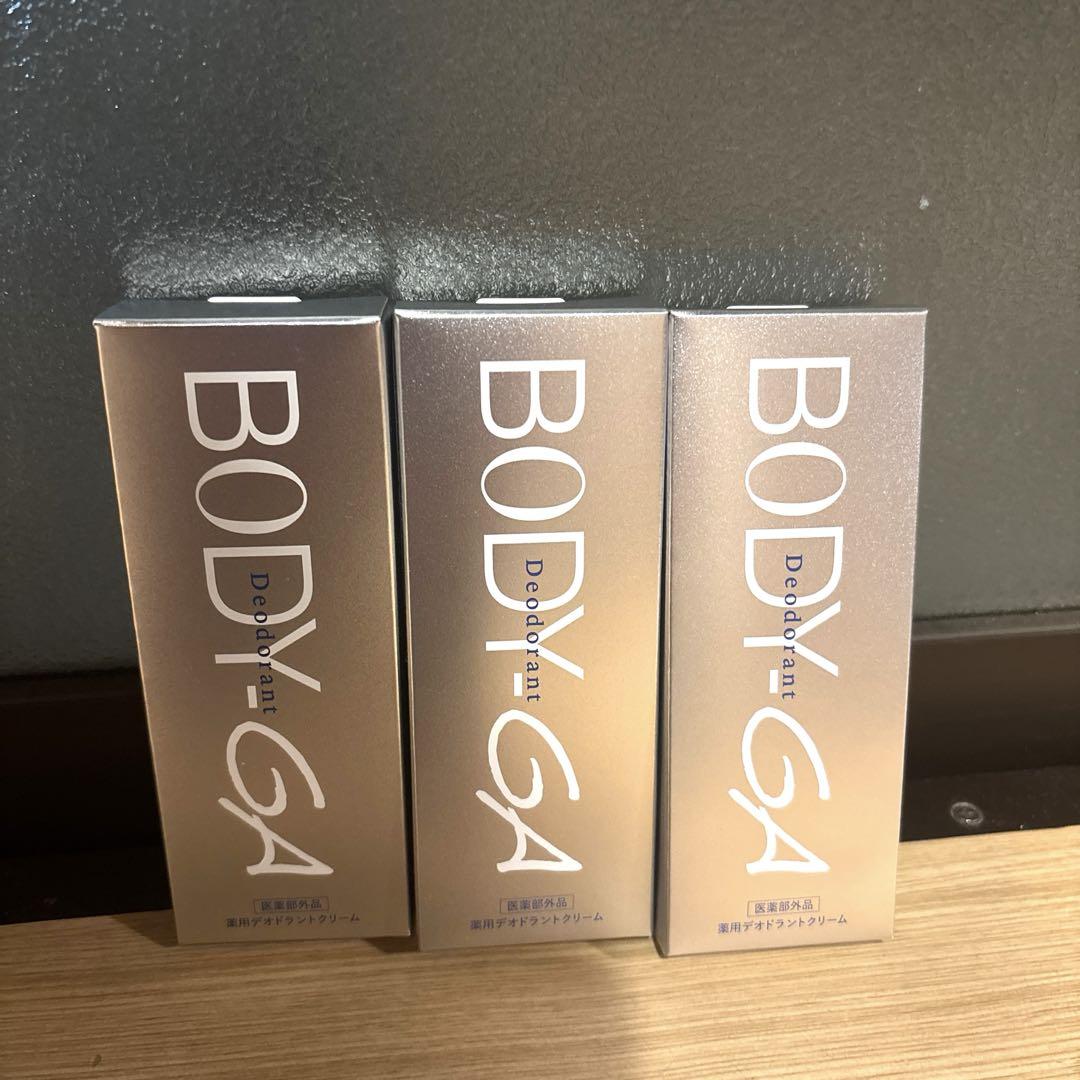 BODY-GA
Deodorant
医薬部外品
薬用デオドラントクリーム
BODY-GA
Deodorant
医薬部外品
薬用デオドラントクリーム
BODY-GA
Deodorant
医薬部外品
薬用デオドラントクリーム